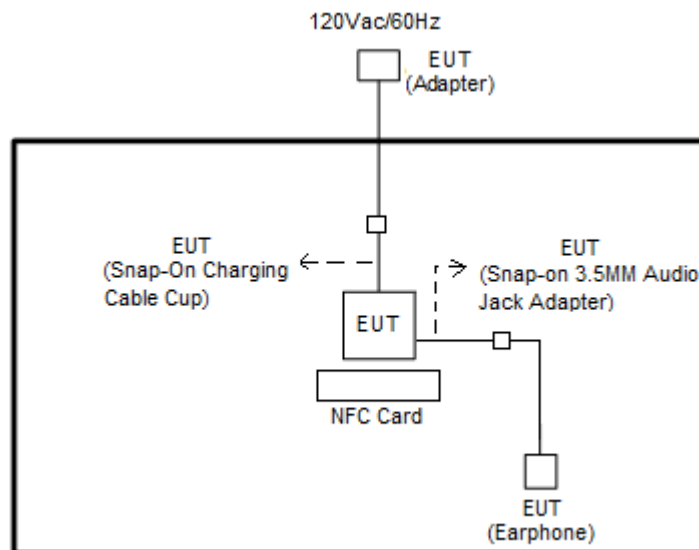 120Vac/60Hz
EUT
(Adapter)
EUT
(Snap-On Charging
Cable Cup)
EUT
(Snap-on 3.5MM Audio
Jack Adapter)
EUT
NFC Card
EUT
(Earphone)